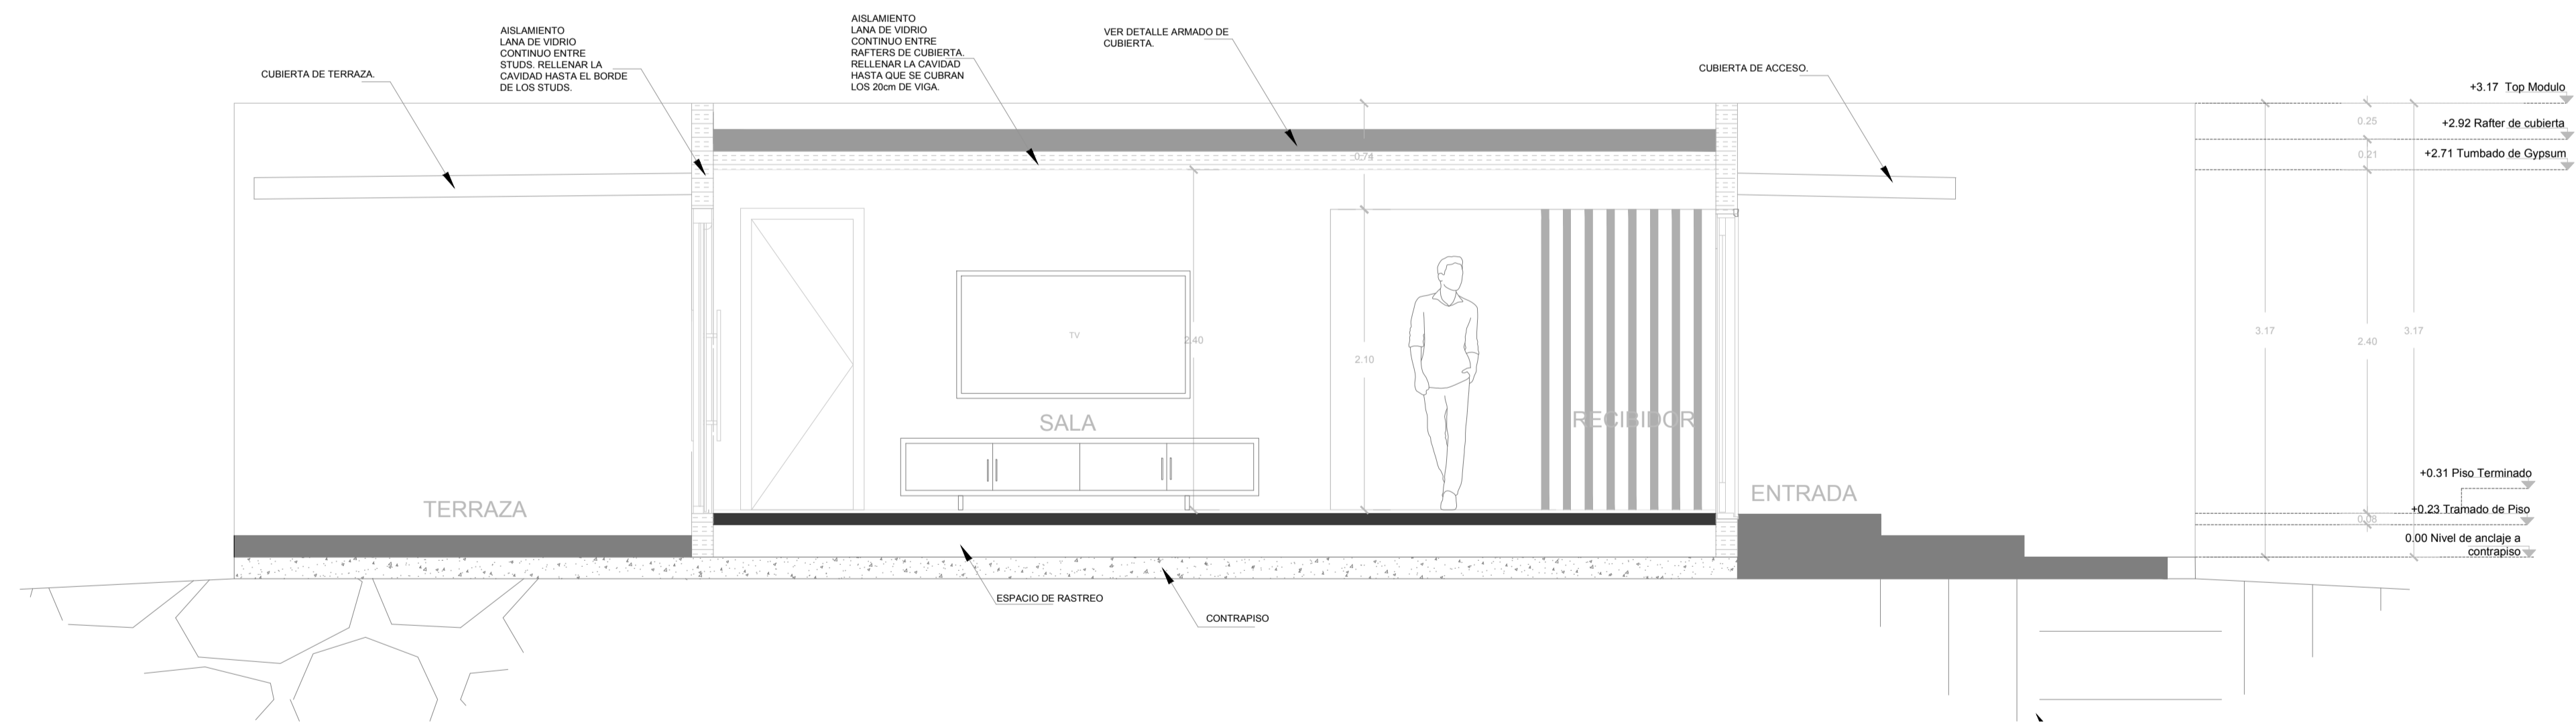 AISLAMIENTO
LANA DE VIDRIO
CONTINUO ENTRE
STUDS. RELLENAR LA
CAVIDAD HASTA EL BORDE
DE LOS STUDS.
AISLAMIENTO
LANA DE VIDRIO
CONTINUO ENTRE
RAFTERS DE CUBIERTA.
RELLENAR LA CAVIDAD
HASTA QUE SE CUBRAN
LOS 20cm DE VIGA.
VER DETALLE ARMADO DE
CUBIERTA.
CUBIERTA DE TERRAZA.
CUBIERTA DE ACCESO.
+3.17 Top Modulo
0.25
+2.92 Rafter de cubierta
0.21
+2.71 Tumbado de Gypsum
0.74
TV
2.40
2.10
3.17
2.40
3.17
SALA
RECIBIDOR
TERRAZA
ENTRADA
+0.31 Piso Terminado
+0.23 Tramado de Piso
0.08
0.00 Nivel de anclaje a
contrapiso
ESPACIO DE RASTREO
CONTRAPISO